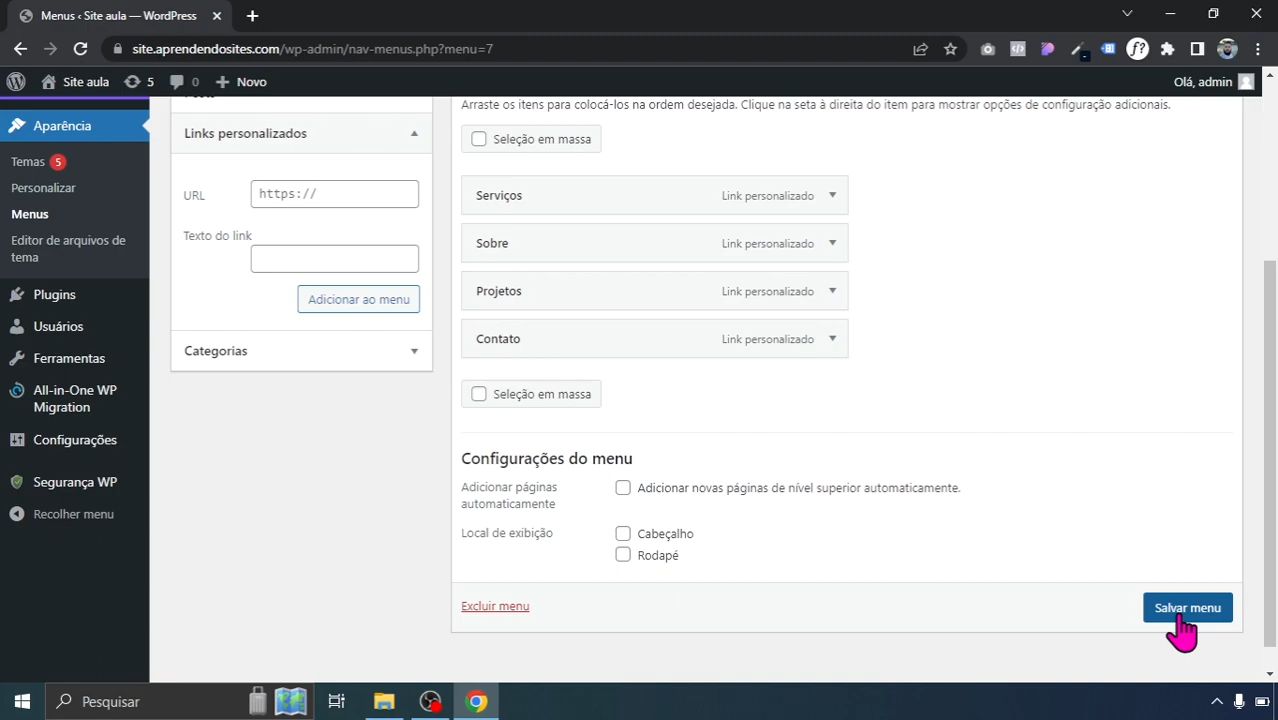 Menus ‹ Site aula — WordPress
site.aprendendosites.com/wp-admin/nav-menus.php?menu=7
Site aula 5 0 Novo Olá, admin
Aparência
Temas 5
Personalizar
Menus
Editor de arquivos de
tema
Plugins
Usuários
Ferramentas
All-in-One WP
Migration
Configurações
Segurança WP
Recolher menu
Links personalizados
URL https://
Texto do link
Adicionar ao menu
Categorias
Arraste os itens para colocá-los na ordem desejada. Clique na seta à direita do item para mostrar opções de configuração adicionais.
Seleção em massa
Serviços Link personalizado
Sobre Link personalizado
Projetos Link personalizado
Contato Link personalizado
Seleção em massa
Configurações do menu
Adicionar páginas
automaticamente
Adicionar novas páginas de nível superior automaticamente.
Local de exibição
Cabeçalho
Rodapé
Excluir menu
Salvar menu
Pesquisar